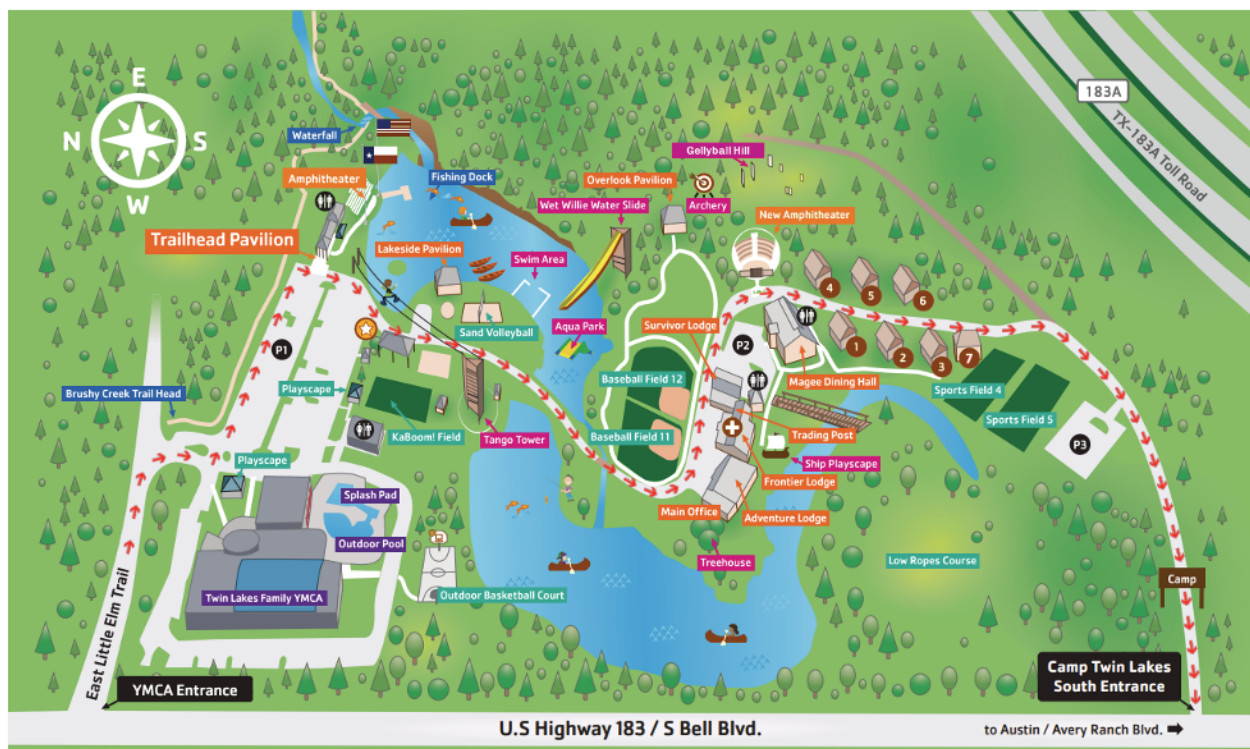 E
N
S
W
183A
TX-183A Toll Road
Waterfall
Amphitheater
Fishing Dock
Gellyball Hill
Overlook Pavilion
Archery
Wet Willie Water Slide
New Amphitheater
Trailhead Pavilion
Lakeside Pavilion
Swim Area
4
5
6
Sand Volleyball
Aqua Park
Survivor Lodge
P1
P2
1
2
3
7
Playscape
Baseball Field 12
Magee Dining Hall
Sports Field 4
Brushy Creek Trail Head
Sports Field 5
KaBoom! Field
Tango Tower
Baseball Field 11
Trading Post
P3
Playscape
Ship Playscape
Frontier Lodge
Splash Pad
Main Office
Adventure Lodge
Outdoor Pool
Treehouse
Low Ropes Course
Camp
Twin Lakes Family YMCA
Outdoor Basketball Court
East Little Elm Trail
YMCA Entrance
Camp Twin Lakes
South Entrance
U.S Highway 183 / S Bell Blvd.
to Austin / Avery Ranch Blvd.